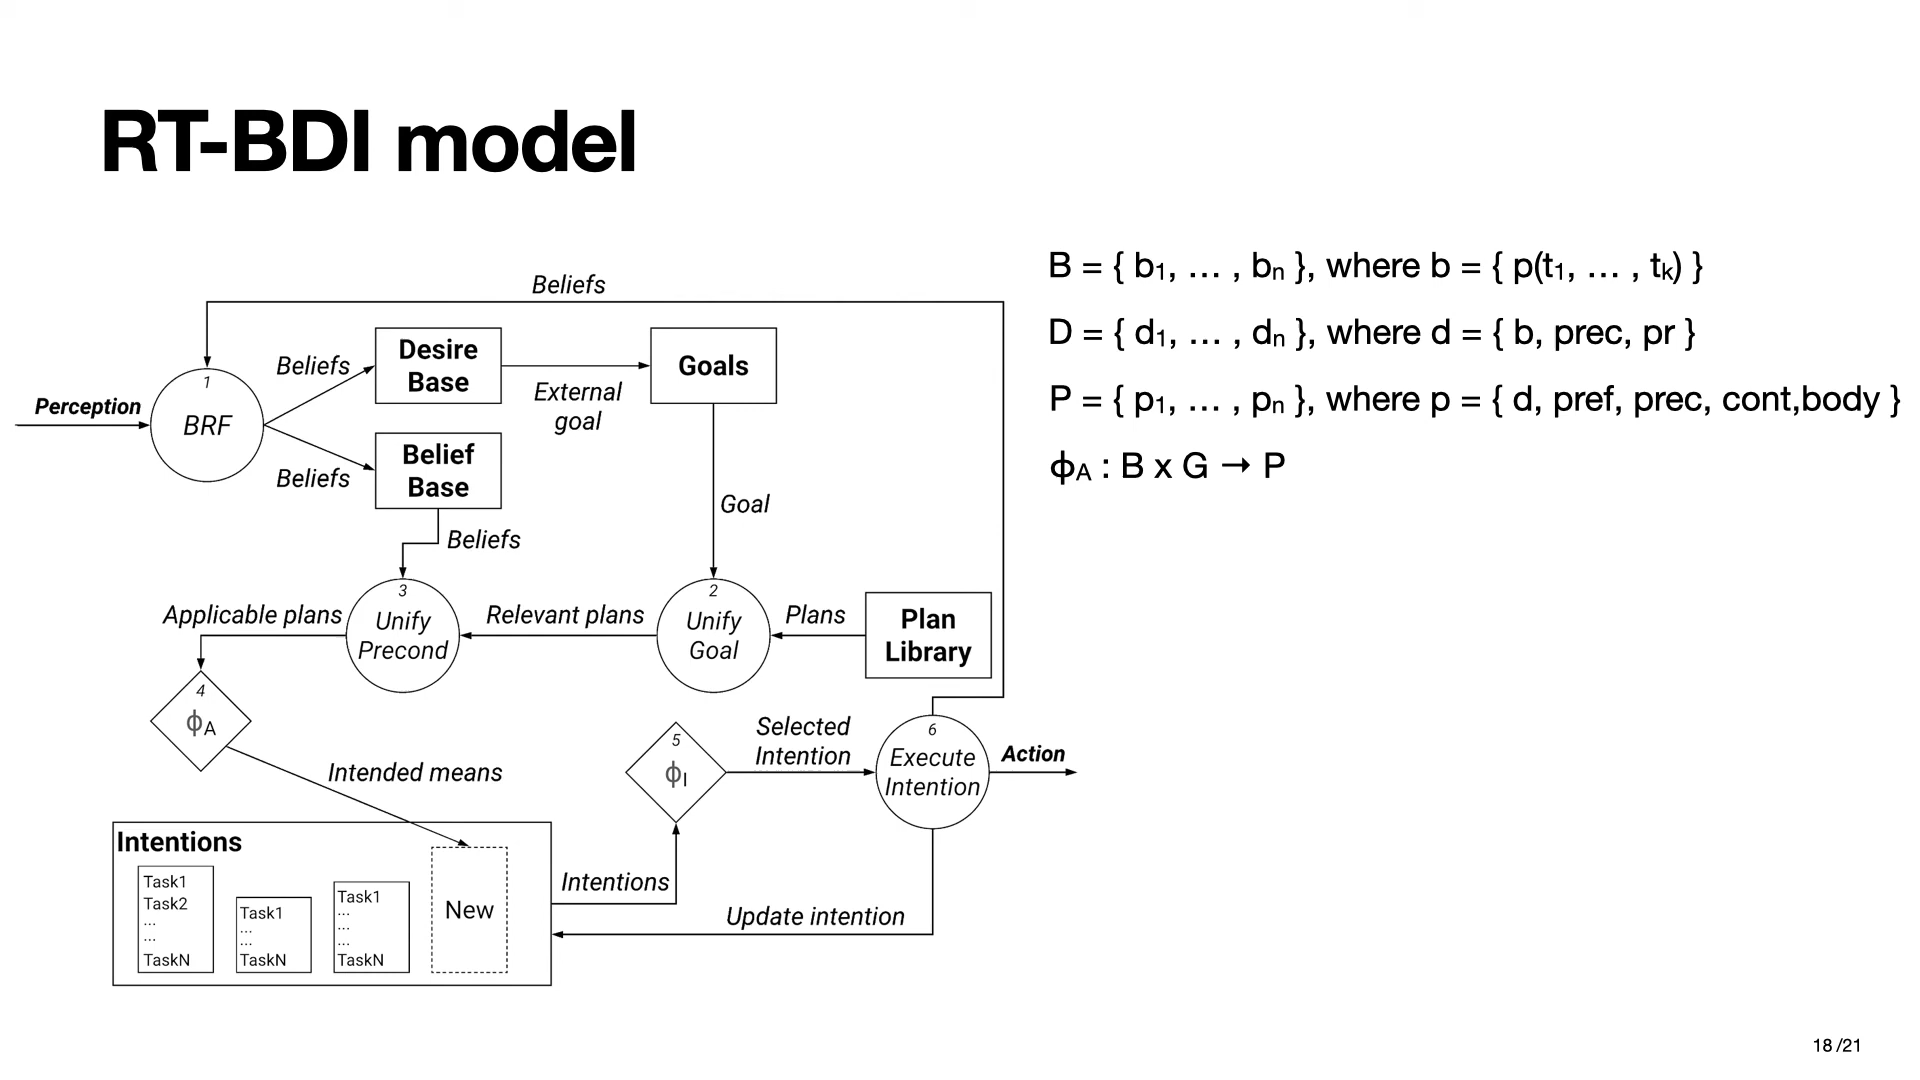 RT-BDI model
B = { b₁, … , bₙ }, where b = { p(t₁, … , tₖ) }
D = { d₁, … , dₙ }, where d = { b, prec, pr }
P = { p₁, … , pₙ }, where p = { d, pref, prec, cont,body }
ϕA : B x G → P
Beliefs
Perception
1
BRF
Beliefs
Beliefs
Desire
Base
External
goal
Goals
Belief
Base
Beliefs
Goal
3
Unify
Precond
Applicable plans
Relevant plans
2
Unify
Goal
Plans
Plan
Library
4
ϕA
Intended means
5
ϕI
Selected
Intention
6
Execute
Intention
Action
Intentions
Task1
Task2
...
...
TaskN
Task1
...
...
TaskN
Task1
...
...
...
TaskN
New
Intentions
Update intention
18 /21